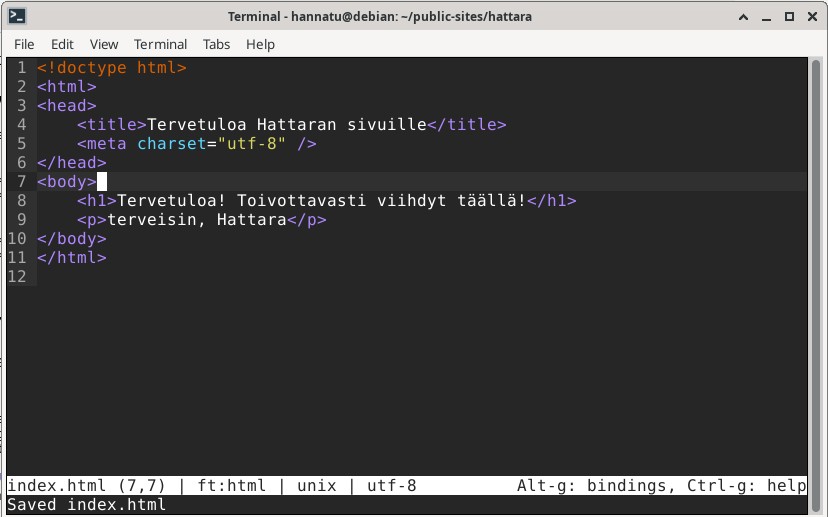 Terminal - hannatu@debian: ~/public-sites/hattara
File Edit View Terminal Tabs Help
1 <!doctype html>
2 <html>
3 <head>
4     <title>Tervetuloa Hattaran sivuille</title>
5     <meta charset="utf-8" />
6 </head>
7 <body>
8     <h1>Tervetuloa! Toivottavasti viihdyt täällä!</h1>
9     <p>terveisin, Hattara</p>
10 </body>
11 </html>
12
index.html (7,7) | ft:html | unix | utf-8 Alt-g: bindings, Ctrl-g: help
Saved index.html